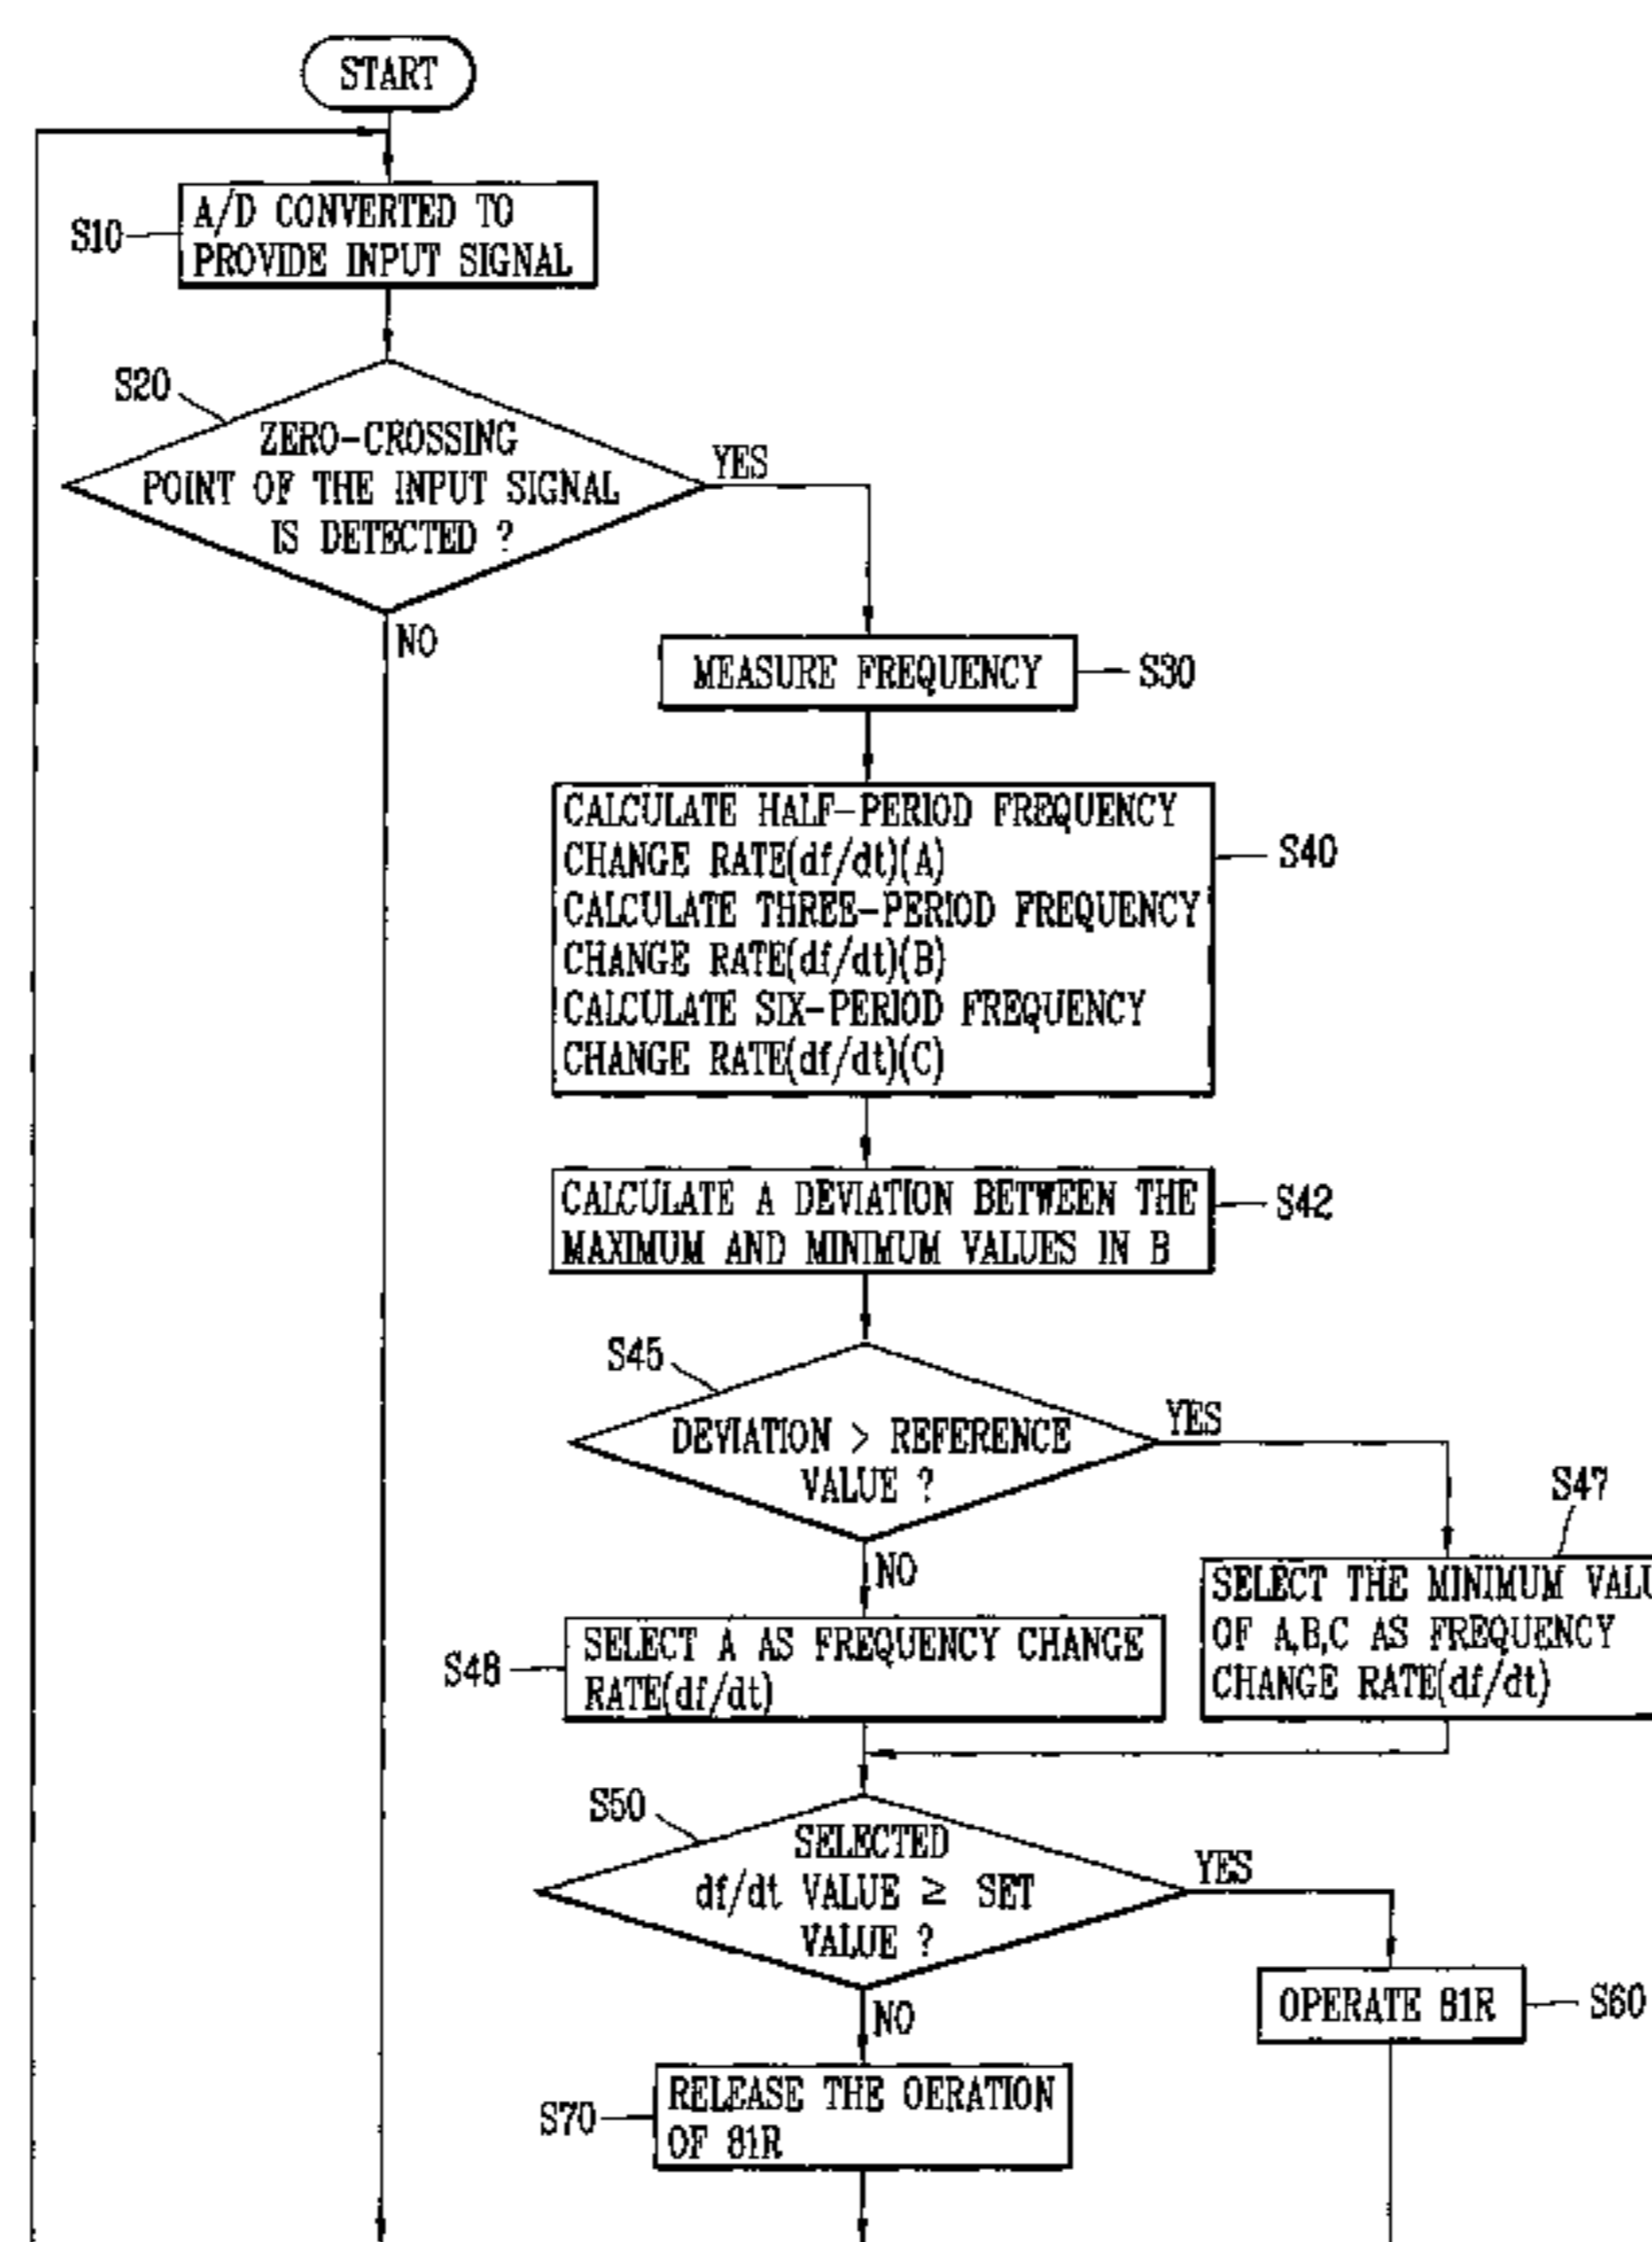 START
S10
A/D CONVERTED TO
PROVIDE INPUT SIGNAL
S20
ZERO-CROSSING
POINT OF THE INPUT SIGNAL
IS DETECTED ?
YES
NO
MEASURE FREQUENCY
S30
CALCULATE HALF-PERIOD FREQUENCY
CHANGE RATE(df/dt)(A)
CALCULATE THREE-PERIOD FREQUENCY
CHANGE RATE(df/dt)(B)
CALCULATE SIX-PERIOD FREQUENCY
CHANGE RATE(df/dt)(C)
S40
CALCULATE A DEVIATION BETWEEN THE
MAXIMUM AND MINIMUM VALUES IN B
S42
S45
DEVIATION > REFERENCE
VALUE ?
YES
NO
S47
SELECT THE MINIMUM VALU
OF A,B,C AS FREQUENCY
CHANGE RATE(df/dt)
S48
SELECT A AS FREQUENCY CHANGE
RATE(df/dt)
S50
SELECTED
df/dt VALUE ≥ SET
VALUE ?
YES
NO
OPERATE 81R
S60
S70
RELEASE THE OERATION
OF 81R